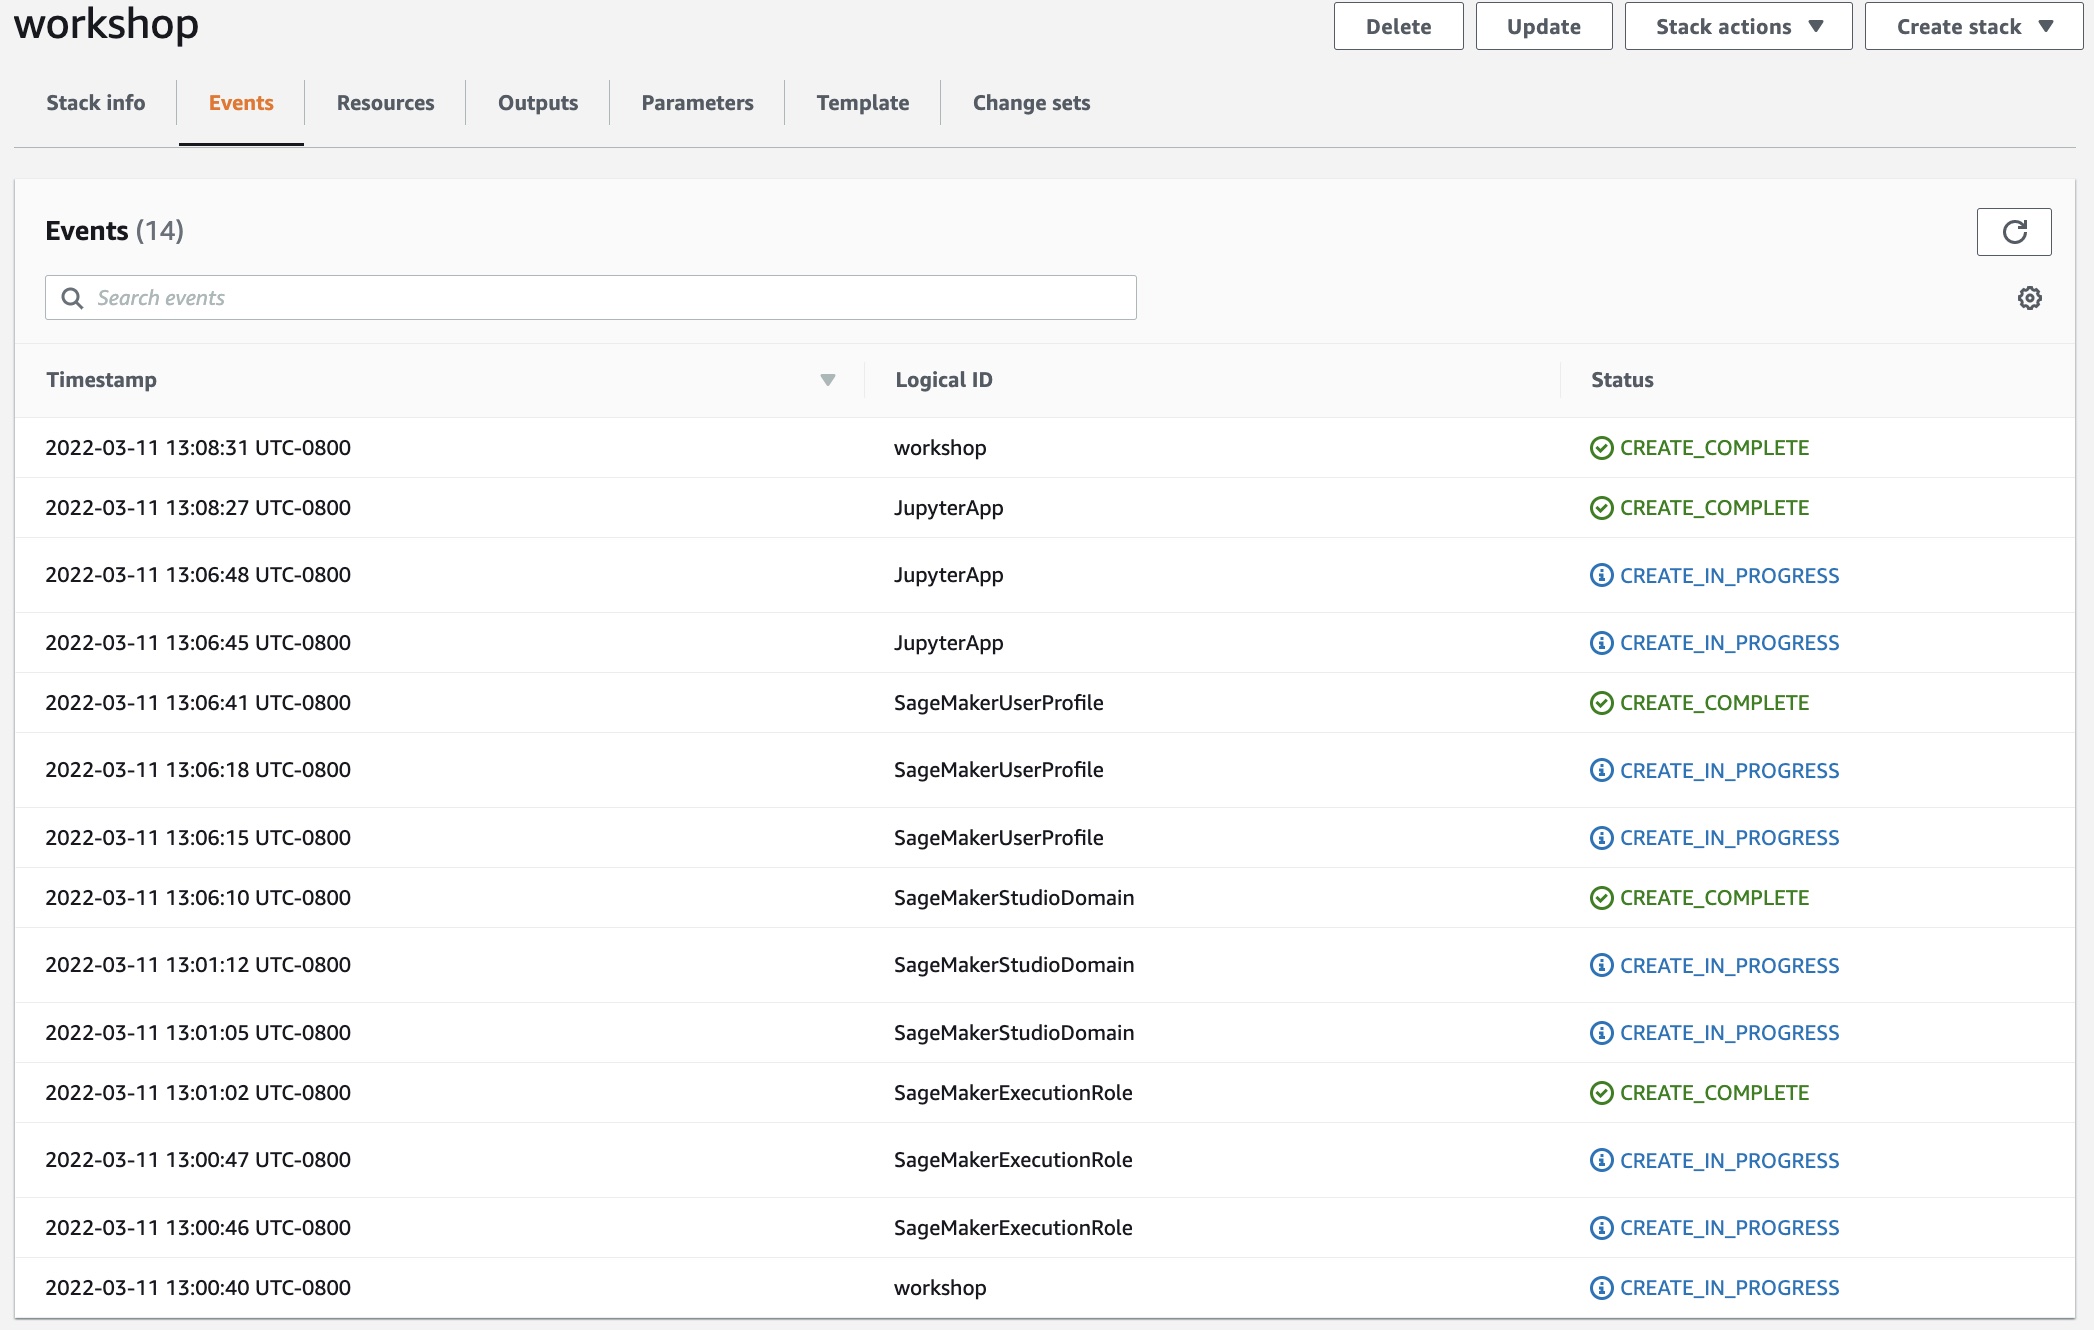 workshop
Delete Update Stack actions Create stack
Stack info Events Resources Outputs Parameters Template Change sets
Events (14)
Search events
Timestamp Logical ID Status
2022-03-11 13:08:31 UTC-0800 workshop CREATE_COMPLETE
2022-03-11 13:08:27 UTC-0800 JupyterApp CREATE_COMPLETE
2022-03-11 13:06:48 UTC-0800 JupyterApp CREATE_IN_PROGRESS
2022-03-11 13:06:45 UTC-0800 JupyterApp CREATE_IN_PROGRESS
2022-03-11 13:06:41 UTC-0800 SageMakerUserProfile CREATE_COMPLETE
2022-03-11 13:06:18 UTC-0800 SageMakerUserProfile CREATE_IN_PROGRESS
2022-03-11 13:06:15 UTC-0800 SageMakerUserProfile CREATE_IN_PROGRESS
2022-03-11 13:06:10 UTC-0800 SageMakerStudioDomain CREATE_COMPLETE
2022-03-11 13:01:12 UTC-0800 SageMakerStudioDomain CREATE_IN_PROGRESS
2022-03-11 13:01:05 UTC-0800 SageMakerStudioDomain CREATE_IN_PROGRESS
2022-03-11 13:01:02 UTC-0800 SageMakerExecutionRole CREATE_COMPLETE
2022-03-11 13:00:47 UTC-0800 SageMakerExecutionRole CREATE_IN_PROGRESS
2022-03-11 13:00:46 UTC-0800 SageMakerExecutionRole CREATE_IN_PROGRESS
2022-03-11 13:00:40 UTC-0800 workshop CREATE_IN_PROGRESS